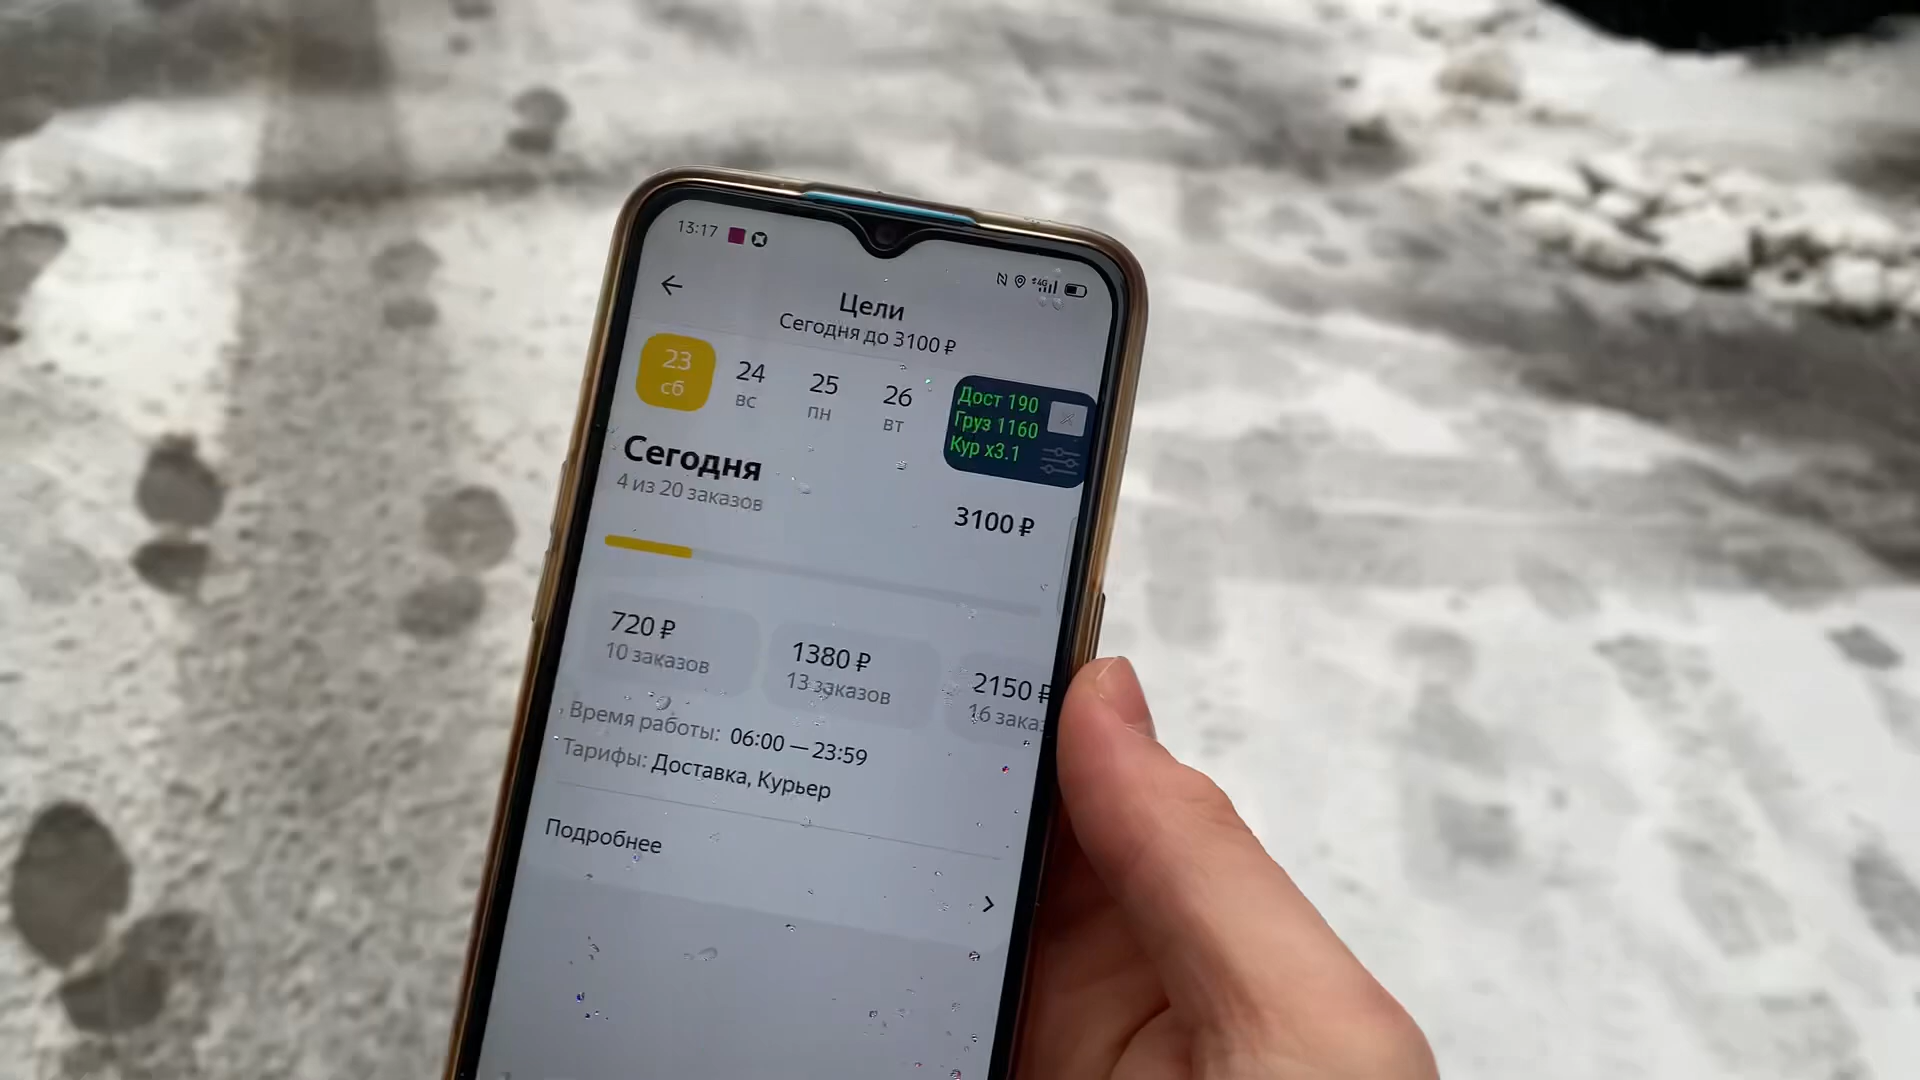 13:17
4G
Цели
Сегодня до 3100 ₽
23 24 25 26
сб вс пн вт
Дост 190
Груз 1160
Кур x3.1
Сегодня
4 из 20 заказов
3100 ₽
720 ₽ 1380 ₽ 2150 ₽
10 заказов 13 заказов 16 заказ
Время работы: 06:00 — 23:59
Тарифы: Доставка, Курьер
Подробнее